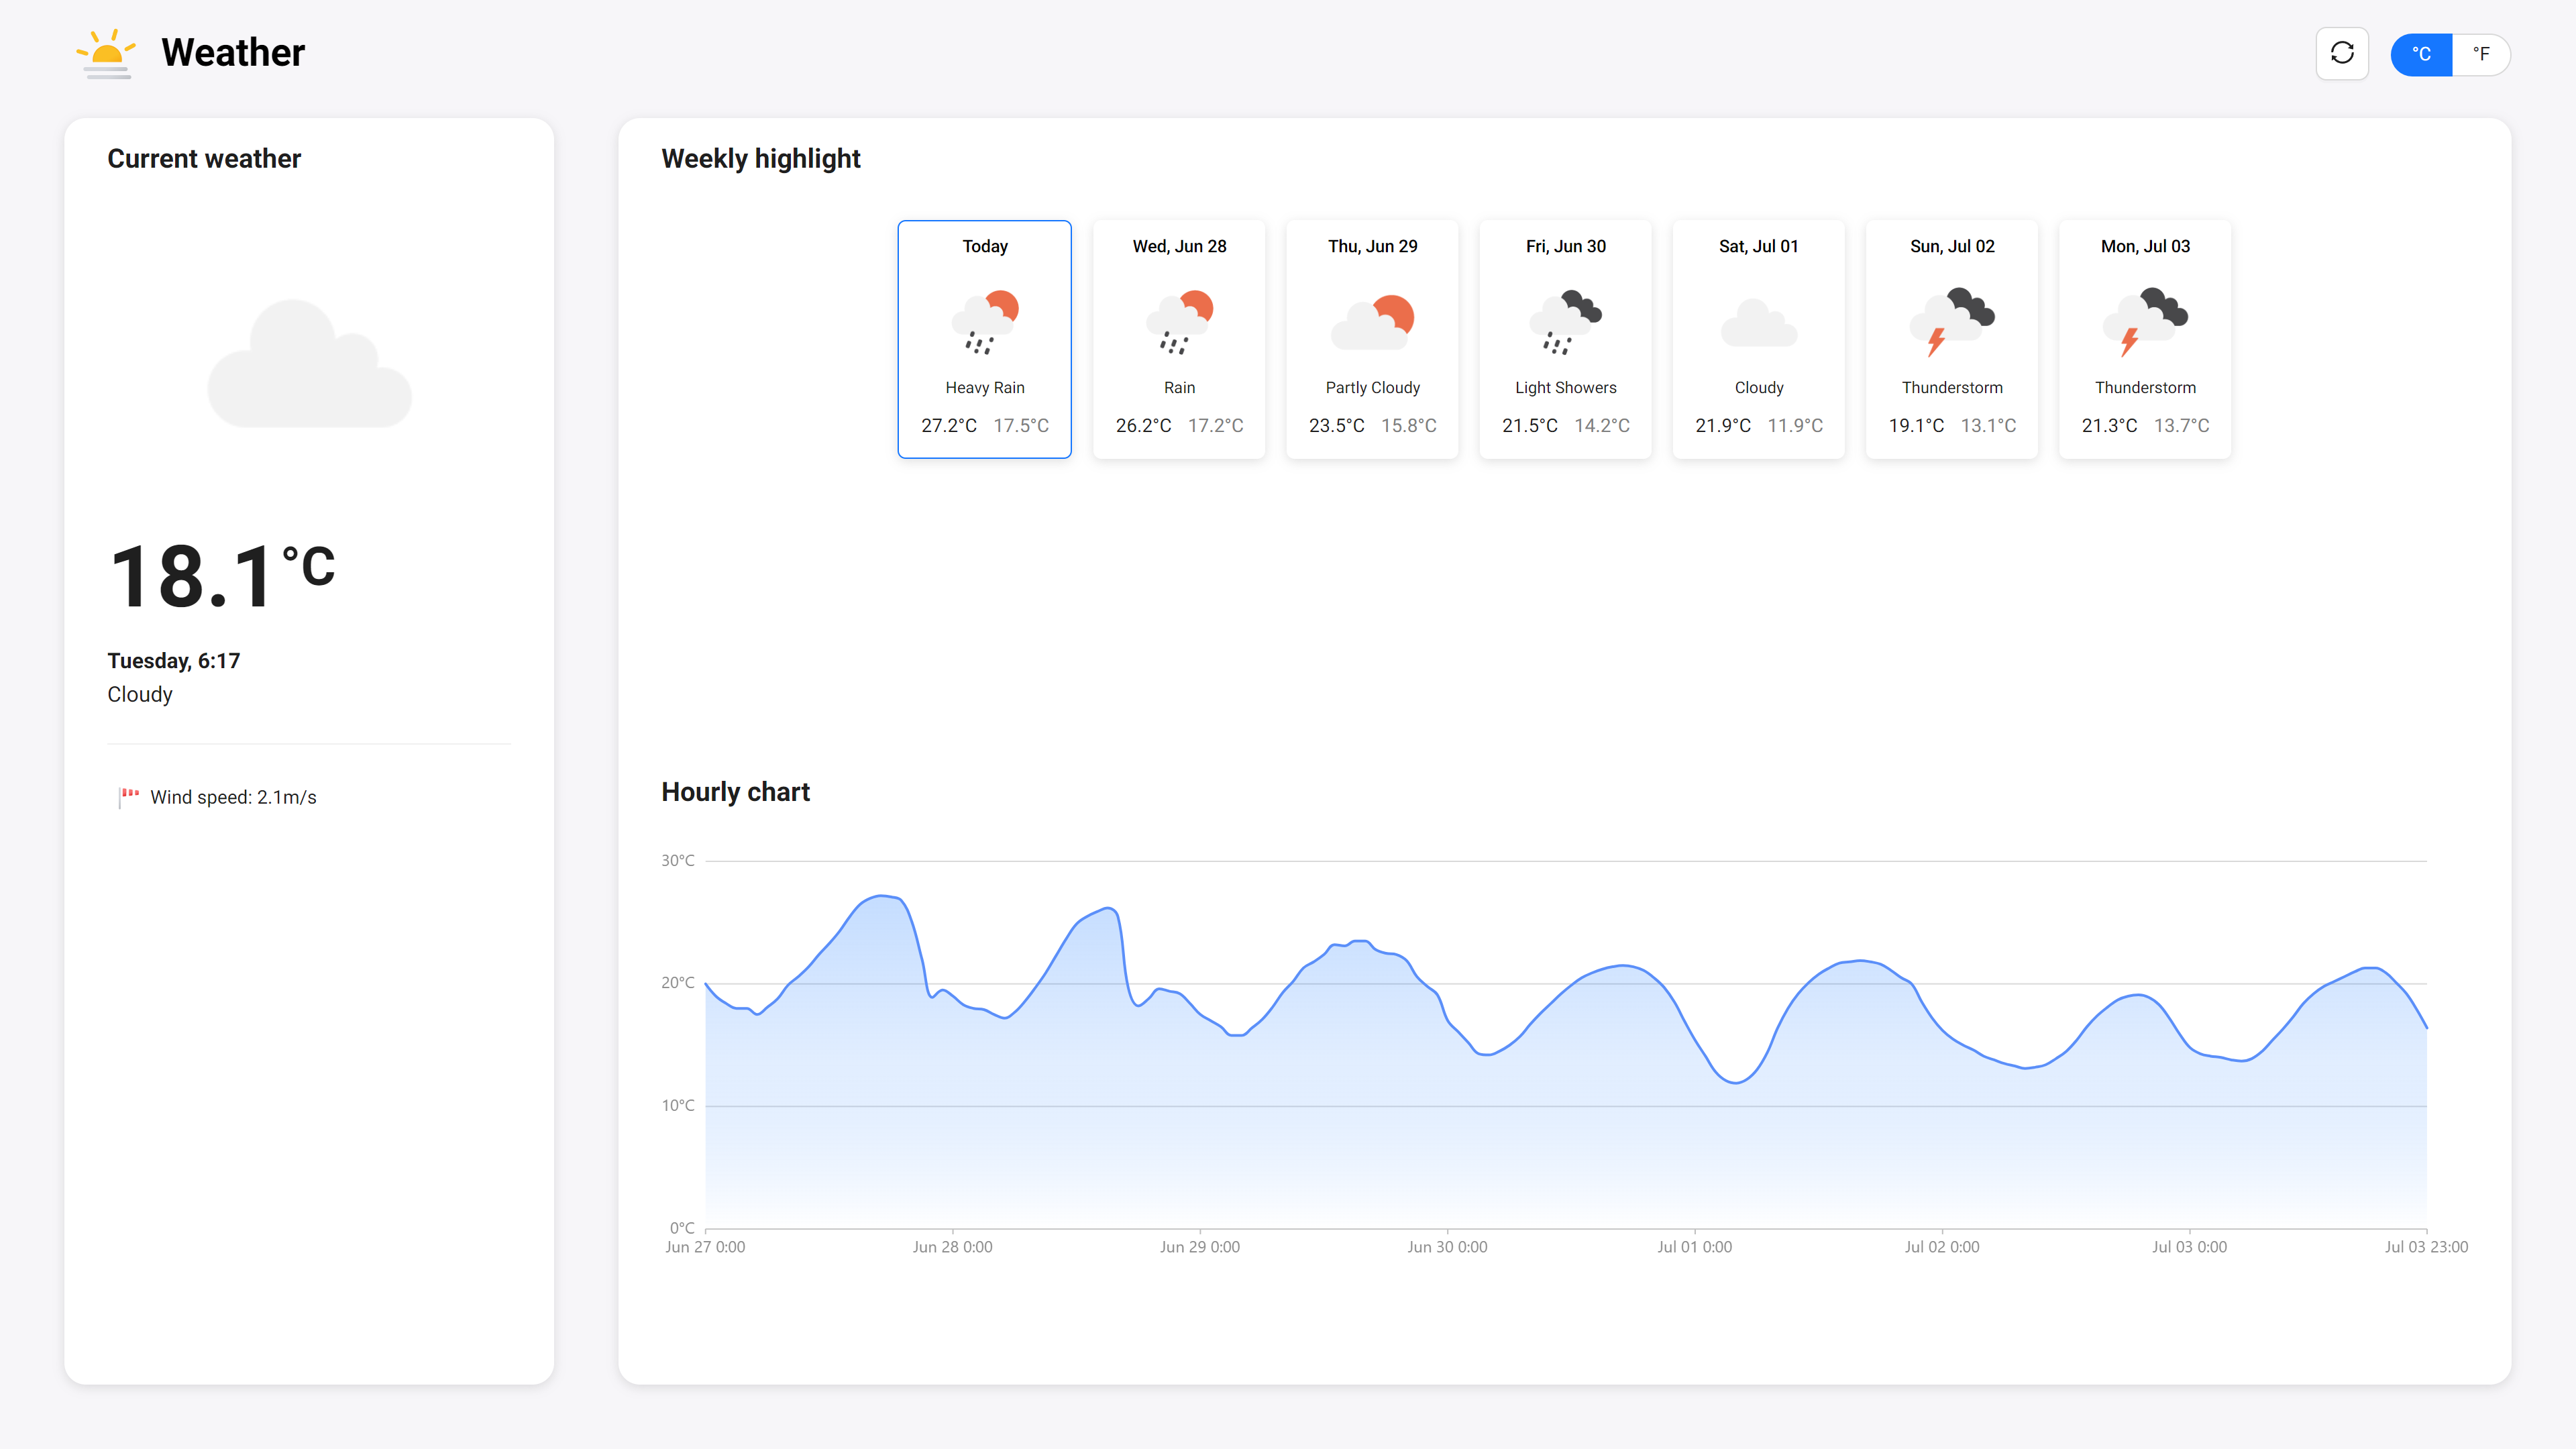 Weather
°C
°F
Current weather
18.1°C
Tuesday, 6:17
Cloudy
Wind speed: 2.1m/s
Weekly highlight
Today
Heavy Rain
27.2°C 17.5°C
Wed, Jun 28
Rain
26.2°C 17.2°C
Thu, Jun 29
Partly Cloudy
23.5°C 15.8°C
Fri, Jun 30
Light Showers
21.5°C 14.2°C
Sat, Jul 01
Cloudy
21.9°C 11.9°C
Sun, Jul 02
Thunderstorm
19.1°C 13.1°C
Mon, Jul 03
Thunderstorm
21.3°C 13.7°C
Hourly chart
30°C
20°C
10°C
0°C
Jun 27 0:00
Jun 28 0:00
Jun 29 0:00
Jun 30 0:00
Jul 01 0:00
Jul 02 0:00
Jul 03 0:00
Jul 03 23:00